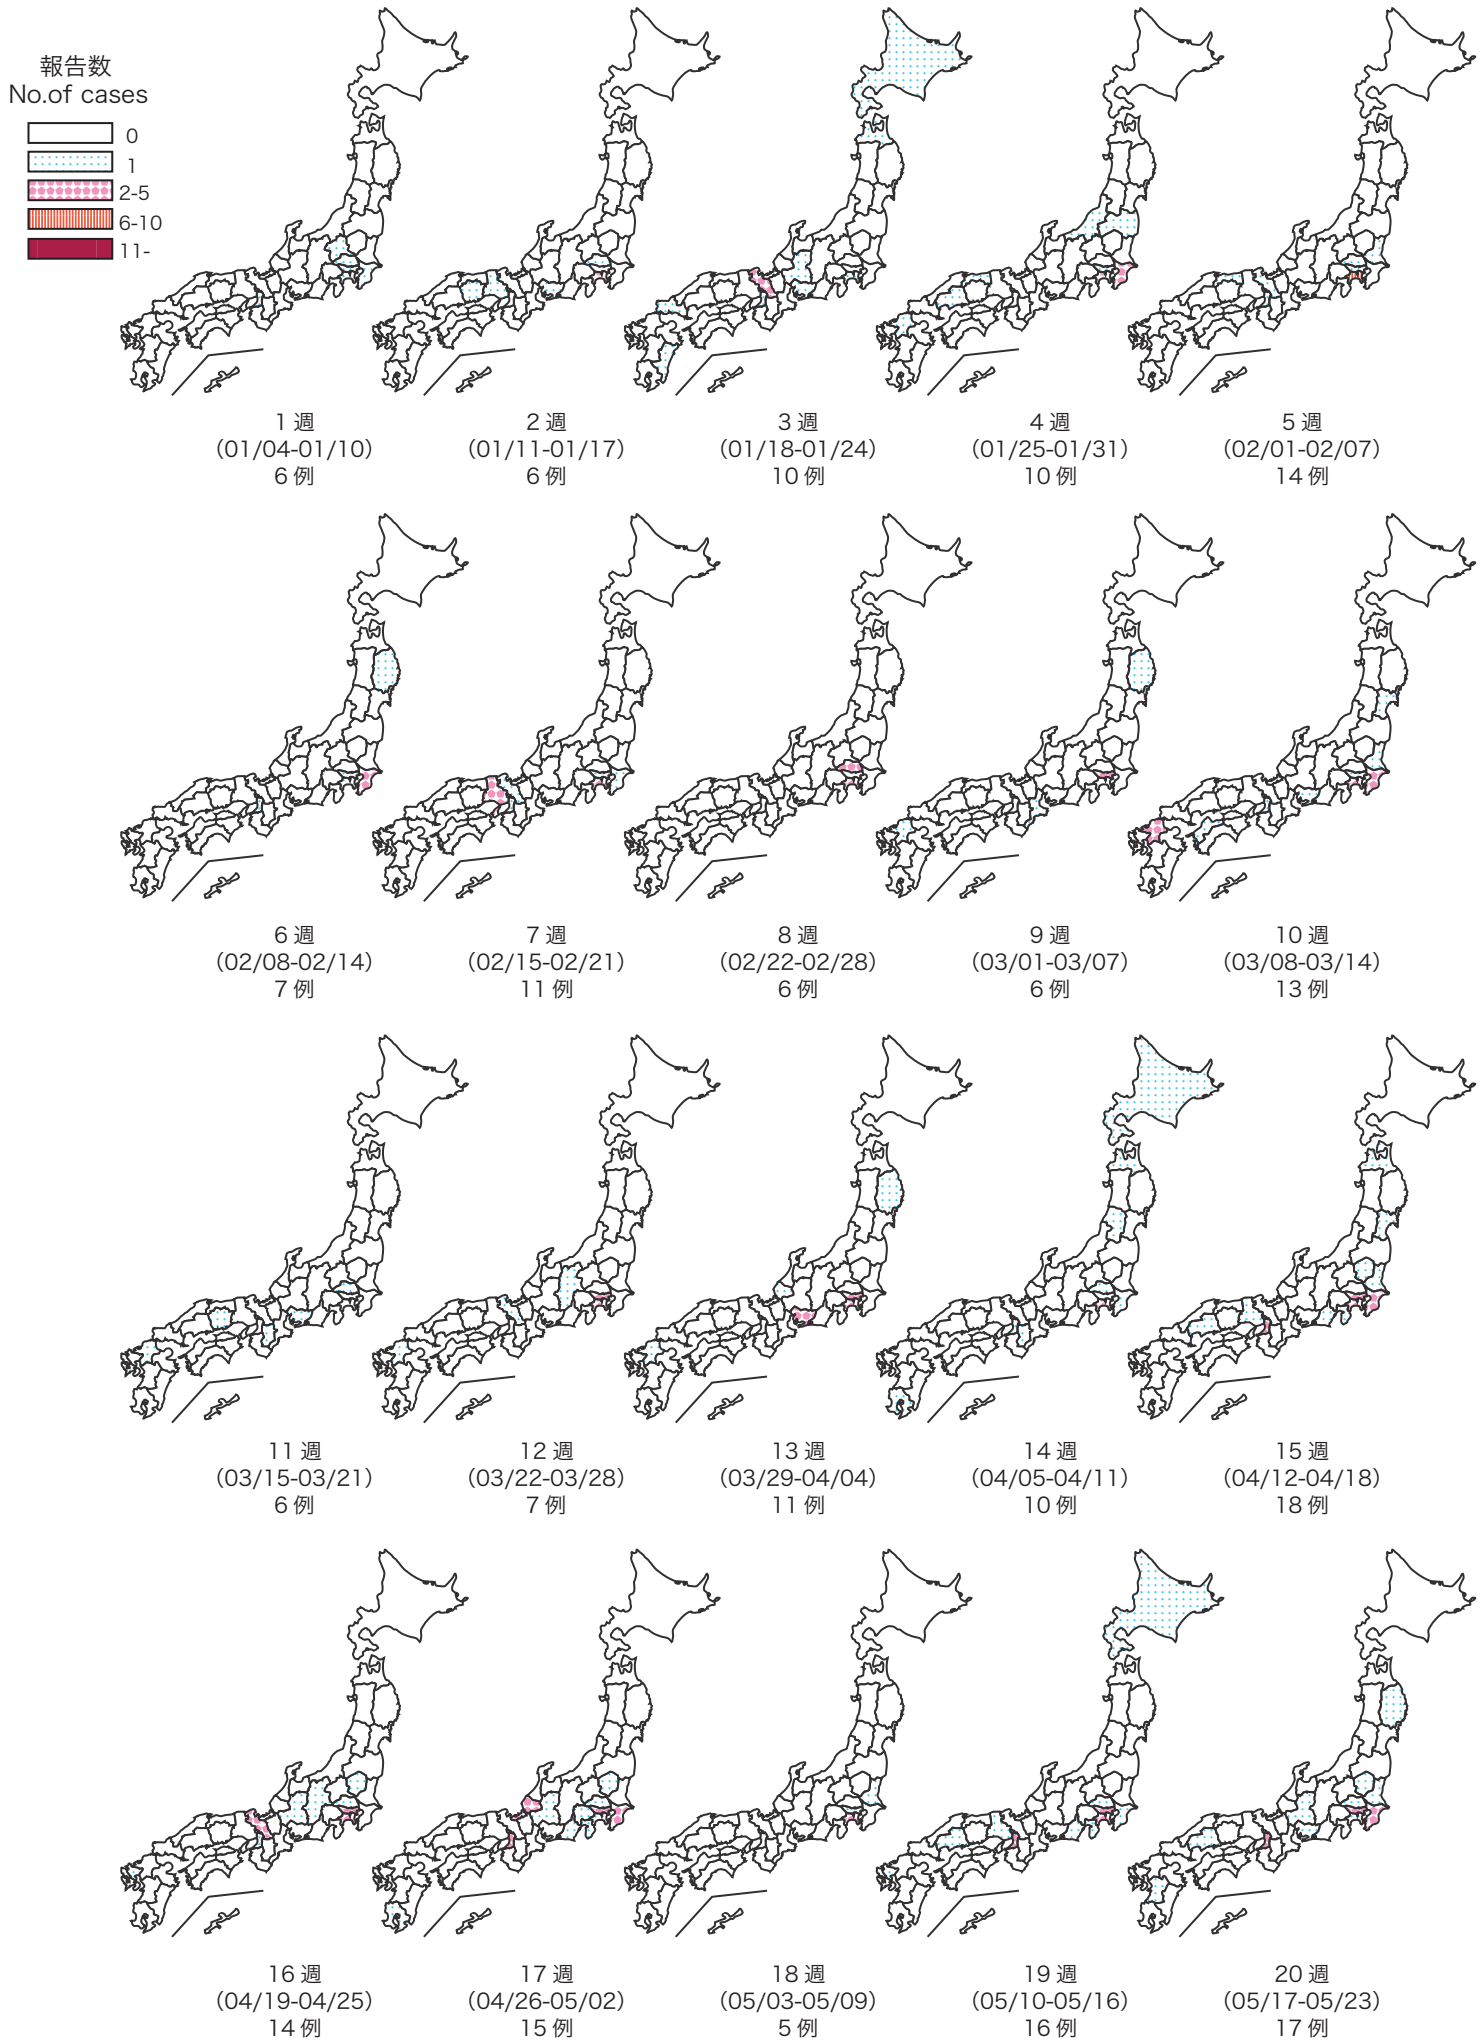 報告数
No.of cases
0
1
2-5
6-10
11-
1 週
（01/04-01/10）
6 例
2 週
（01/11-01/17）
6 例
3 週
（01/18-01/24）
10 例
4 週
（01/25-01/31）
10 例
5 週
（02/01-02/07）
14 例
6 週
（02/08-02/14）
7 例
7 週
（02/15-02/21）
11 例
8 週
（02/22-02/28）
6 例
9 週
（03/01-03/07）
6 例
10 週
（03/08-03/14）
13 例
11 週
（03/15-03/21）
6 例
12 週
（03/22-03/28）
7 例
13 週
（03/29-04/04）
11 例
14 週
（04/05-04/11）
10 例
15 週
（04/12-04/18）
18 例
16 週
（04/19-04/25）
14 例
17 週
（04/26-05/02）
15 例
18 週
（05/03-05/09）
5 例
19 週
（05/10-05/16）
16 例
20 週
（05/17-05/23）
17 例